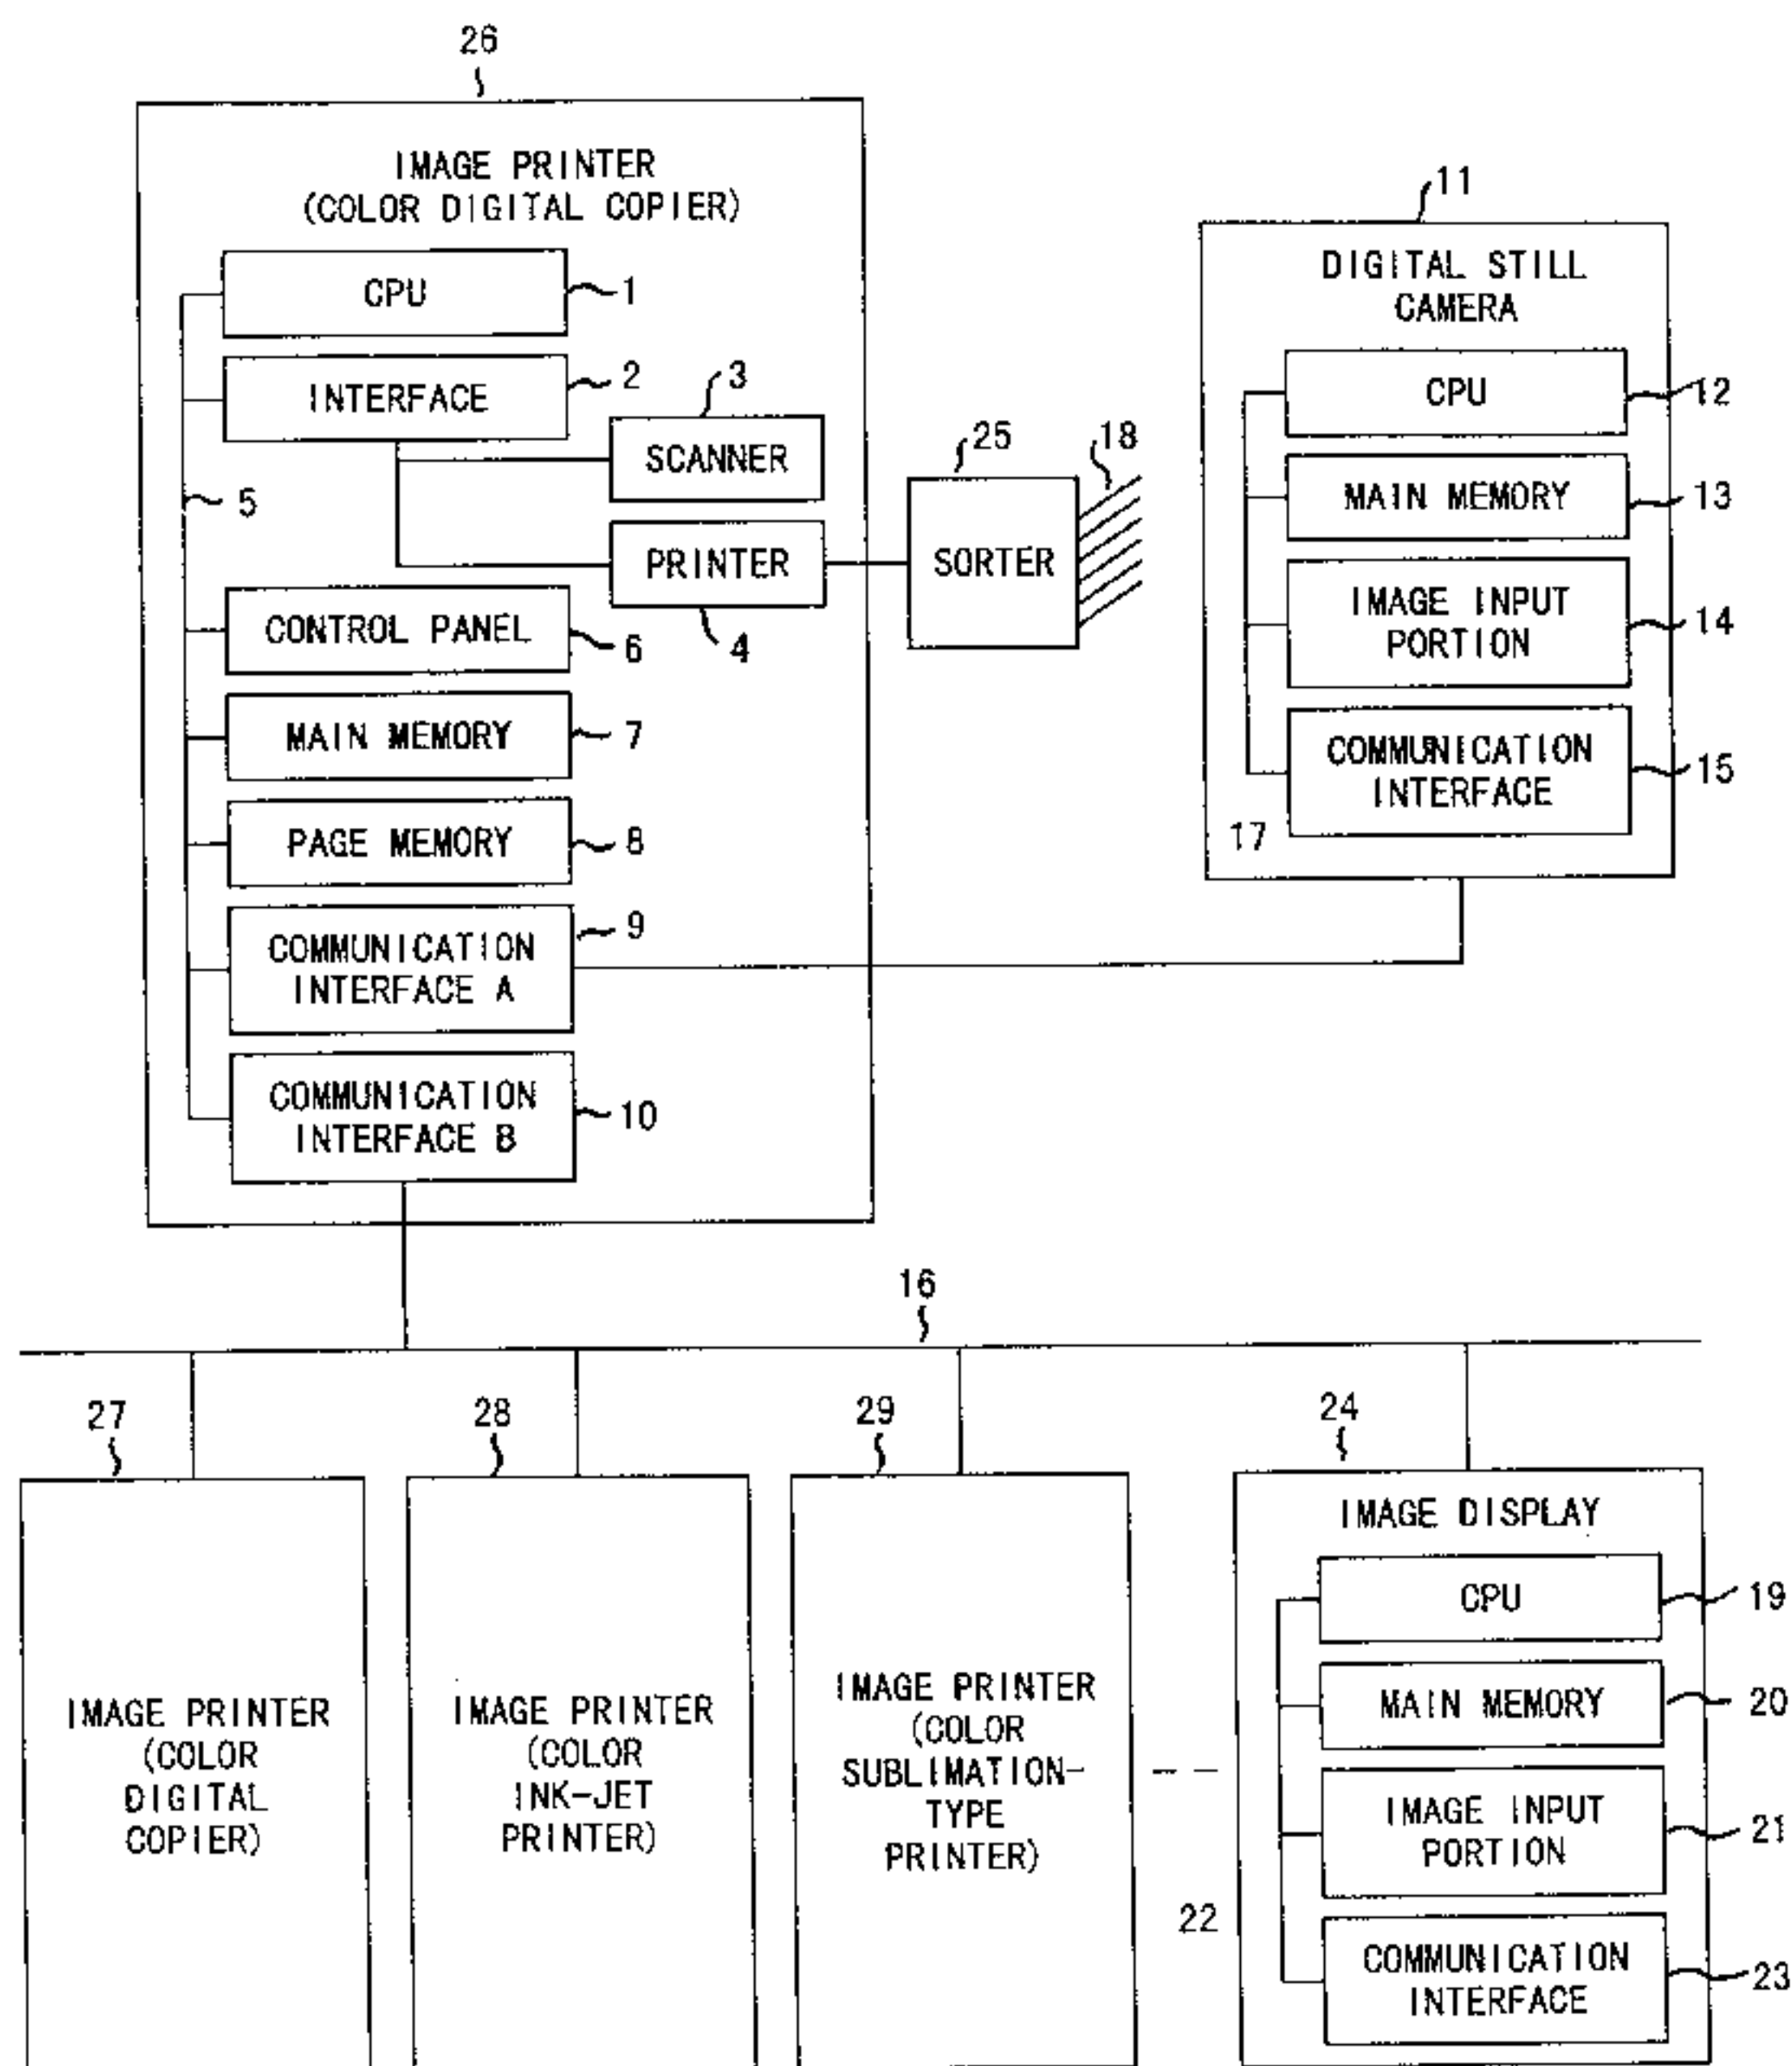 26
IMAGE PRINTER
(COLOR DIGITAL COPIER)
CPU
1
INTERFACE
2
3
SCANNER
5
PRINTER
4
CONTROL PANEL
6
MAIN MEMORY
7
PAGE MEMORY
8
COMMUNICATION
INTERFACE A
9
COMMUNICATION
INTERFACE B
10
25
SORTER
18
11
DIGITAL STILL
CAMERA
CPU
12
MAIN MEMORY
13
IMAGE INPUT
PORTION
14
COMMUNICATION
INTERFACE
15
17
16
27
IMAGE PRINTER
(COLOR
DIGITAL
COPIER)
28
IMAGE PRINTER
(COLOR
INK-JET
PRINTER)
29
IMAGE PRINTER
(COLOR
SUBLIMATION-
TYPE
PRINTER)
24
IMAGE DISPLAY
CPU
19
MAIN MEMORY
20
IMAGE INPUT
PORTION
21
22
COMMUNICATION
INTERFACE
23